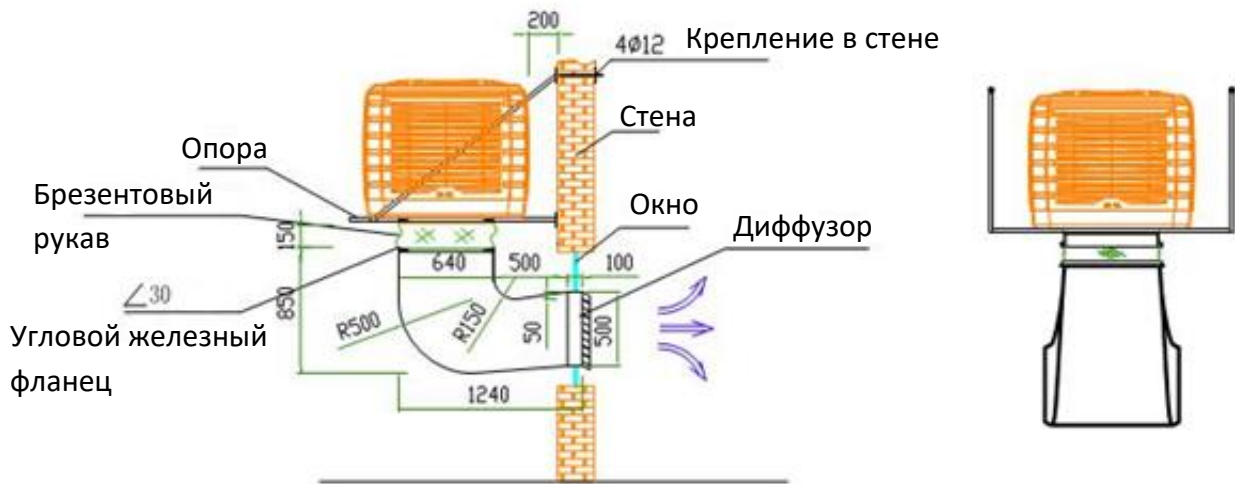 200
4ø12
Крепление в стене
Стена
Опора
Брезентовый
рукав
Окно
Диффузор
150
640
500
100
∠30
850
R500
R150
50
500
Угловой железный
фланец
1240